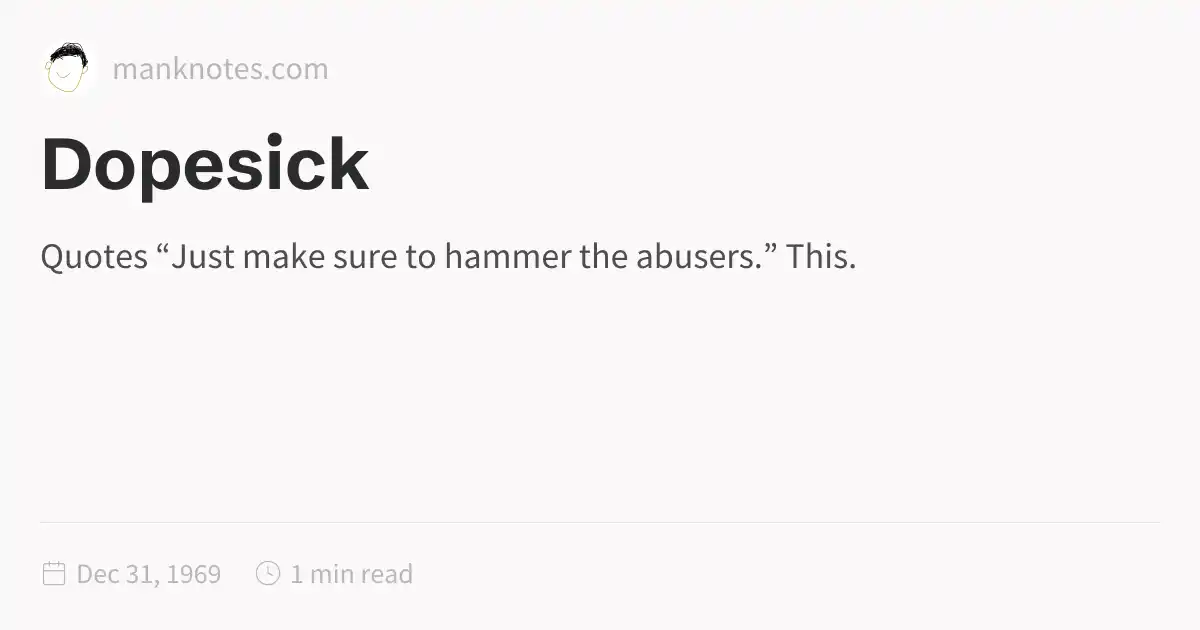 manknotes.com
Dopesick
Quotes “Just make sure to hammer the abusers.” This.
Dec 31, 1969 1 min read